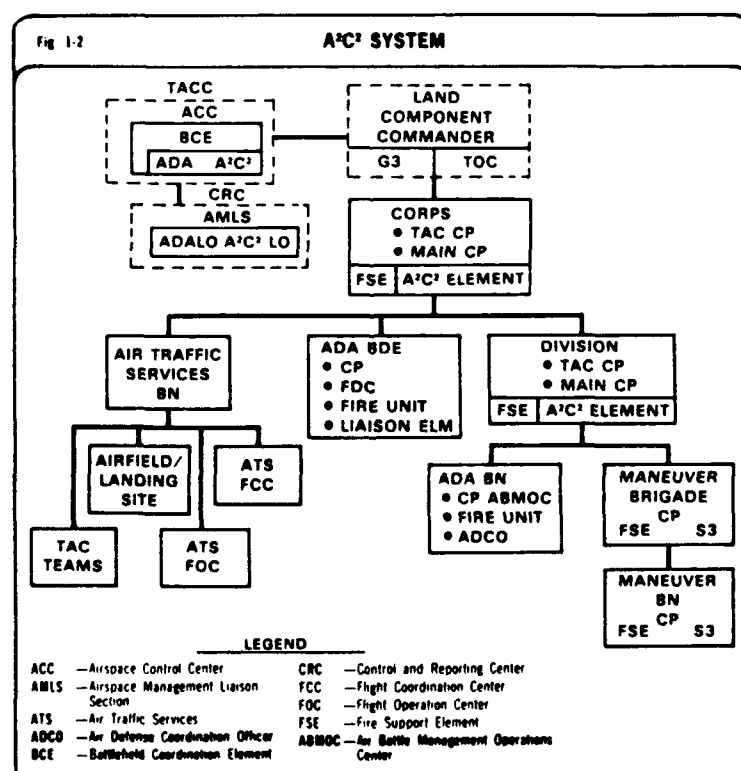 Fig 1-2
A²C² SYSTEM
TACC
ACC
BCE
ADA A²C²
CRC
AMLS
ADALO A²C² LO
LAND
COMPONENT
COMMANDER
G3 TOC
CORPS
• TAC CP
• MAIN CP
FSE A²C² ELEMENT
AIR TRAFFIC
SERVICES
BN
ADA BDE
• CP
• FDC
• FIRE UNIT
• LIAISON ELM
DIVISION
• TAC CP
• MAIN CP
FSE A²C² ELEMENT
AIRFIELD/
LANDING
SITE
ATS
FCC
TAC
TEAMS
ATS
FOC
ADA BN
• CP ABMOC
• FIRE UNIT
• ADCO
MANEUVER
BRIGADE
CP
FSE S3
MANEUVER
BN
CP
FSE S3
LEGEND
ACC —Airspace Control Center
AMLS —Airspace Management Liaison
Section
ATS —Air Traffic Services
ADCO —Air Defense Coordination Officer
BCE —Battlefield Coordination Element
CRC —Control and Reporting Center
FCC —Flight Coordination Center
FOC —Flight Operation Center
FSE —Fire Support Element
ABMOC —Air Battle Management Operations
Center